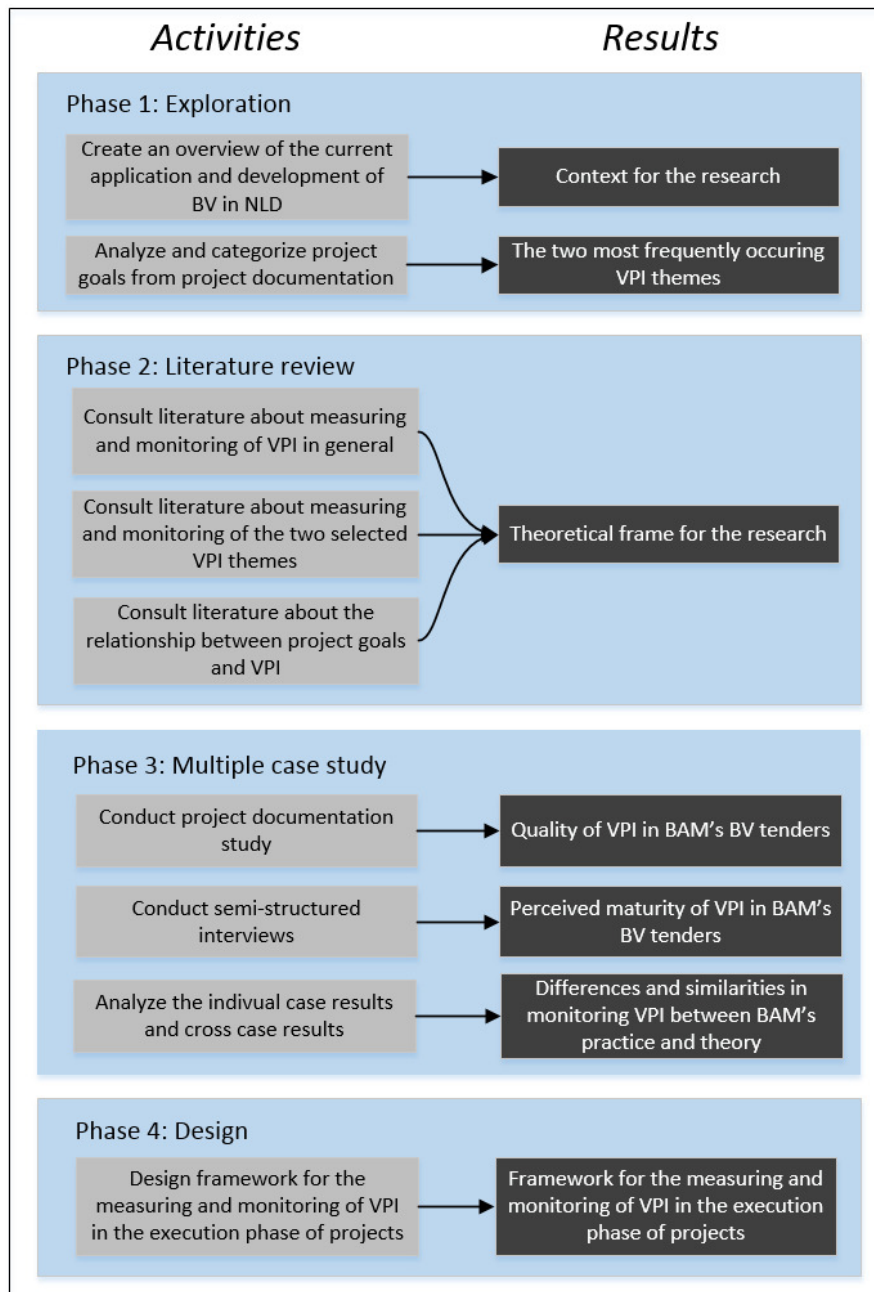 Activities
Results
Phase 1: Exploration
Create an overview of the current
application and development of
BV in NLD
Context for the research
Analyze and categorize project
goals from project documentation
The two most frequently occuring
VPI themes
Phase 2: Literature review
Consult literature about measuring
and monitoring of VPI in general
Consult literature about measuring
and monitoring of the two selected
VPI themes
Consult literature about the
relationship between project goals
and VPI
Theoretical frame for the research
Phase 3: Multiple case study
Conduct project documentation
study
Quality of VPI in BAM's BV tenders
Conduct semi-structured
interviews
Perceived maturity of VPI in BAM's
BV tenders
Analyze the indivual case results
and cross case results
Differences and similarities in
monitoring VPI between BAM's
practice and theory
Phase 4: Design
Design framework for the
measuring and monitoring of VPI
in the execution phase of projects
Framework for the measuring and
monitoring of VPI in the execution
phase of projects